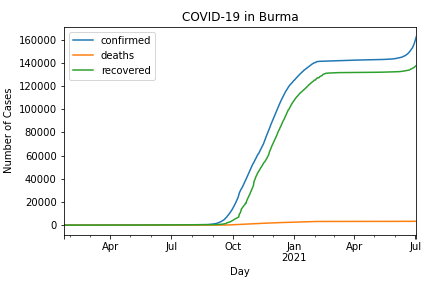 COVID-19 in Burma
confirmed
deaths
recovered
Number of Cases
160000
140000
120000
100000
80000
60000
40000
20000
0
Apr Jul Oct Jan Apr Jul
2021
Day